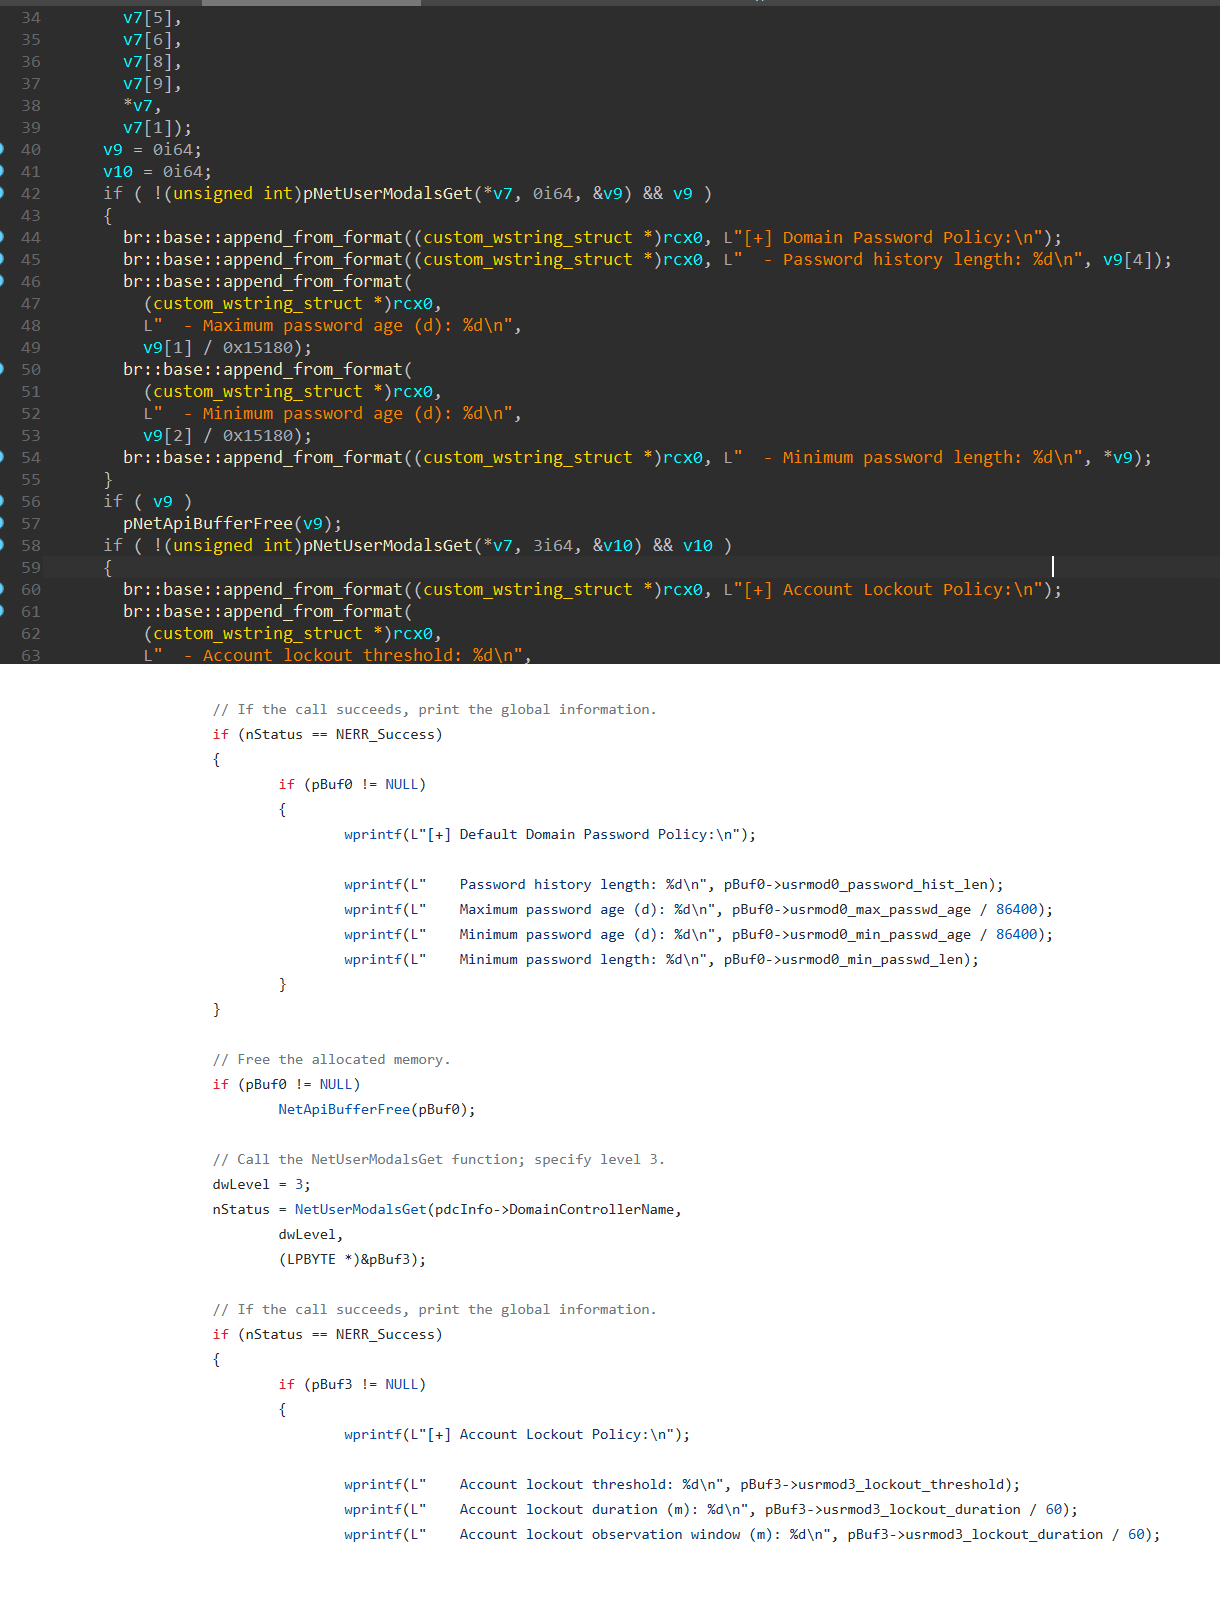 34 v7[5],
35 v7[6],
36 v7[8],
37 v7[9],
38 *v7,
39 v7[1]);
40 v9 = 0i64;
41 v10 = 0i64;
42 if ( !(unsigned int)pNetUserModalsGet(*v7, 0i64, &v9) && v9 )
43 {
44 br::base::append_from_format((custom_wstring_struct *)rcx0, L"[+] Domain Password Policy:\n");
45 br::base::append_from_format((custom_wstring_struct *)rcx0, L"  - Password history length: %d\n", v9[4]);
46 br::base::append_from_format(
47 (custom_wstring_struct *)rcx0,
48 L"  - Maximum password age (d): %d\n",
49 v9[1] / 0x15180);
50 br::base::append_from_format(
51 (custom_wstring_struct *)rcx0,
52 L"  - Minimum password age (d): %d\n",
53 v9[2] / 0x15180);
54 br::base::append_from_format((custom_wstring_struct *)rcx0, L"  - Minimum password length: %d\n", *v9);
55 }
56 if ( v9 )
57 pNetApiBufferFree(v9);
58 if ( !(unsigned int)pNetUserModalsGet(*v7, 3i64, &v10) && v10 )
59 {
60 br::base::append_from_format((custom_wstring_struct *)rcx0, L"[+] Account Lockout Policy:\n");
61 br::base::append_from_format(
62 (custom_wstring_struct *)rcx0,
63 L"  - Account lockout threshold: %d\n",
// If the call succeeds, print the global information.
if (nStatus == NERR_Success)
{
if (pBuf0 != NULL)
{
wprintf(L"[+] Default Domain Password Policy:\n");
wprintf(L"    Password history length: %d\n", pBuf0->usrmod0_password_hist_len);
wprintf(L"    Maximum password age (d): %d\n", pBuf0->usrmod0_max_passwd_age / 86400);
wprintf(L"    Minimum password age (d): %d\n", pBuf0->usrmod0_min_passwd_age / 86400);
wprintf(L"    Minimum password length: %d\n", pBuf0->usrmod0_min_passwd_len);
}
}
// Free the allocated memory.
if (pBuf0 != NULL)
NetApiBufferFree(pBuf0);
// Call the NetUserModalsGet function; specify level 3.
dwLevel = 3;
nStatus = NetUserModalsGet(pdcInfo->DomainControllerName,
dwLevel,
(LPBYTE *)&pBuf3);
// If the call succeeds, print the global information.
if (nStatus == NERR_Success)
{
if (pBuf3 != NULL)
{
wprintf(L"[+] Account Lockout Policy:\n");
wprintf(L"    Account lockout threshold: %d\n", pBuf3->usrmod3_lockout_threshold);
wprintf(L"    Account lockout duration (m): %d\n", pBuf3->usrmod3_lockout_duration / 60);
wprintf(L"    Account lockout observation window (m): %d\n", pBuf3->usrmod3_lockout_duration / 60);